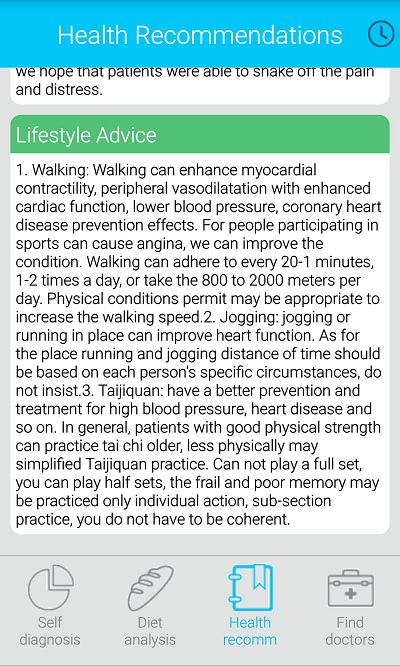 Health Recommendations
we hope that patients were able to shake off the pain
and distress.
Lifestyle Advice
1. Walking: Walking can enhance myocardial
contractility, peripheral vasodilatation with enhanced
cardiac function, lower blood pressure, coronary heart
disease prevention effects. For people participating in
sports can cause angina, we can improve the
condition. Walking can adhere to every 20-1 minutes,
1-2 times a day, or take the 800 to 2000 meters per
day. Physical conditions permit may be appropriate to
increase the walking speed.2. Jogging: jogging or
running in place can improve heart function. As for
the place running and jogging distance of time should
be based on each person's specific circumstances, do
not insist.3. Taijiquan: have a better prevention and
treatment for high blood pressure, heart disease and
so on. In general, patients with good physical strength
can practice tai chi older, less physically may
simplified Taijiquan practice. Can not play a full set,
you can play half sets, the frail and poor memory may
be practiced only individual action, sub-section
practice, you do not have to be coherent.
Self
diagnosis
Diet
analysis
Health
recomm
Find
doctors